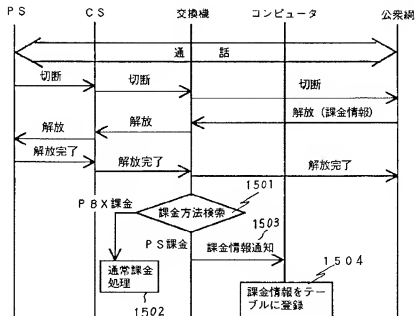 PS CS 交換機 コンピュータ 公衆網
通 話
切断
切断
切断
解放(課金情報)
解放
解放
解放完了
解放完了
解放完了
1501
PBX課金
課金方法検索
1503
PS課金
課金情報通知
1504
通常課金
処理
課金情報をテー
ブルに登録
1502